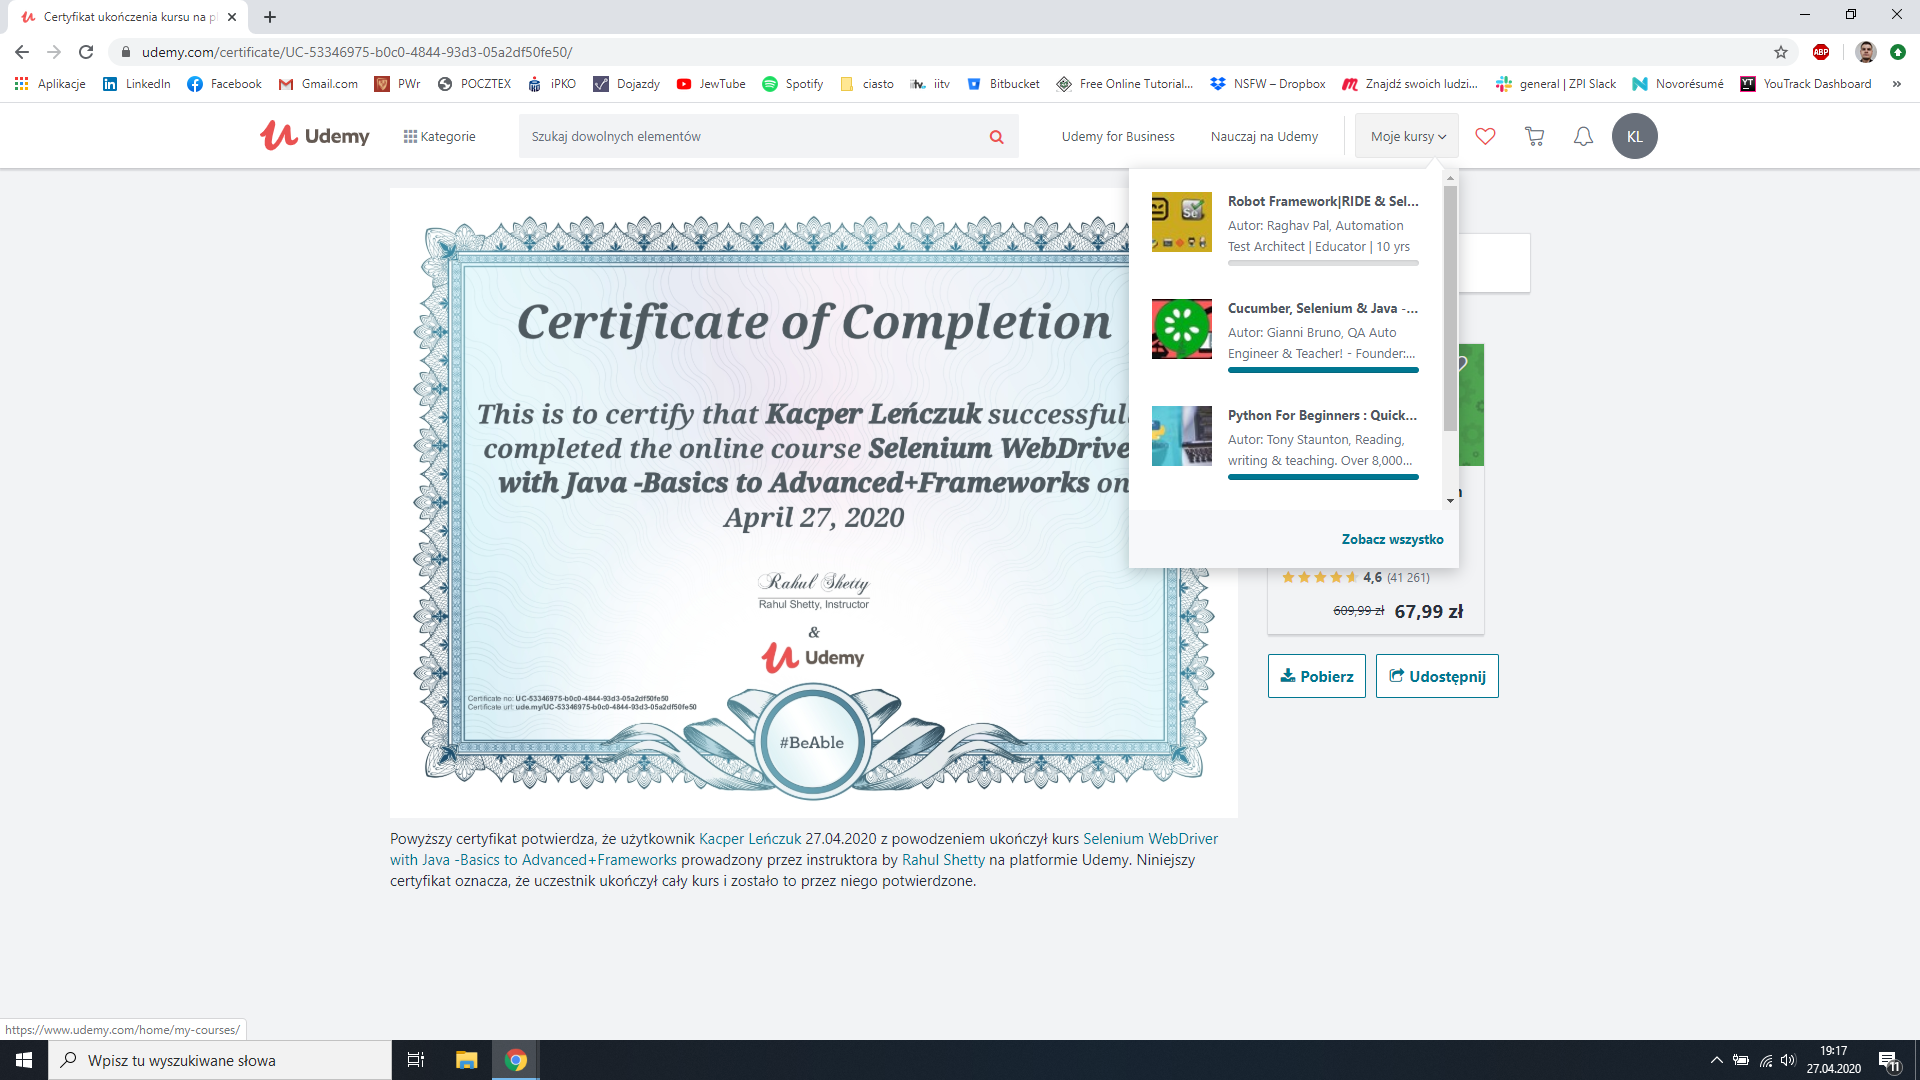 Certyfikat ukończenia kursu na pl
udemy.com/certificate/UC-53346975-b0c0-4844-93d3-05a2df50fe50/
ABP
Aplikacje LinkedIn Facebook Gmail.com PWr POCZTEX iPKO Dojazdy JewTube Spotify ciasto iitv Bitbucket Free Online Tutorial... NSFW – Dropbox Znajdź swoich ludzi... general | ZPI Slack Novorésumé YouTrack Dashboard »
Udemy Kategorie Szukaj dowolnych elementów Udemy for Business Nauczaj na Udemy Moje kursy KL
Robot Framework|RIDE & Sel...
Autor: Raghav Pal, Automation
Test Architect | Educator | 10 yrs
Cucumber, Selenium & Java -...
Autor: Gianni Bruno, QA Auto
Engineer & Teacher! - Founder:...
Python For Beginners : Quick...
Autor: Tony Staunton, Reading,
writing & teaching. Over 8,000...
Zobacz wszystko
4,6 (41 261)
609,99 zł 67,99 zł
Pobierz Udostępnij
Certificate of Completion
This is to certify that Kacper Leńczuk successful
completed the online course Selenium WebDrive
with Java -Basics to Advanced+Frameworks on
April 27, 2020
Rahul Shetty
Rahul Shetty, Instructor
&
Udemy
Certificate no: UC-53346975-b0c0-4844-93d3-05a2df50fe50
Certificate url: ude.my/UC-53346975-b0c0-4844-93d3-05a2df50fe50
#BeAble
Powyższy certyfikat potwierdza, że użytkownik Kacper Leńczuk 27.04.2020 z powodzeniem ukończył kurs Selenium WebDriver
with Java -Basics to Advanced+Frameworks prowadzony przez instruktora by Rahul Shetty na platformie Udemy. Niniejszy
certyfikat oznacza, że uczestnik ukończył cały kurs i zostało to przez niego potwierdzone.
https://www.udemy.com/home/my-courses/
Wpisz tu wyszukiwane słowa
19:17
27.04.2020
11